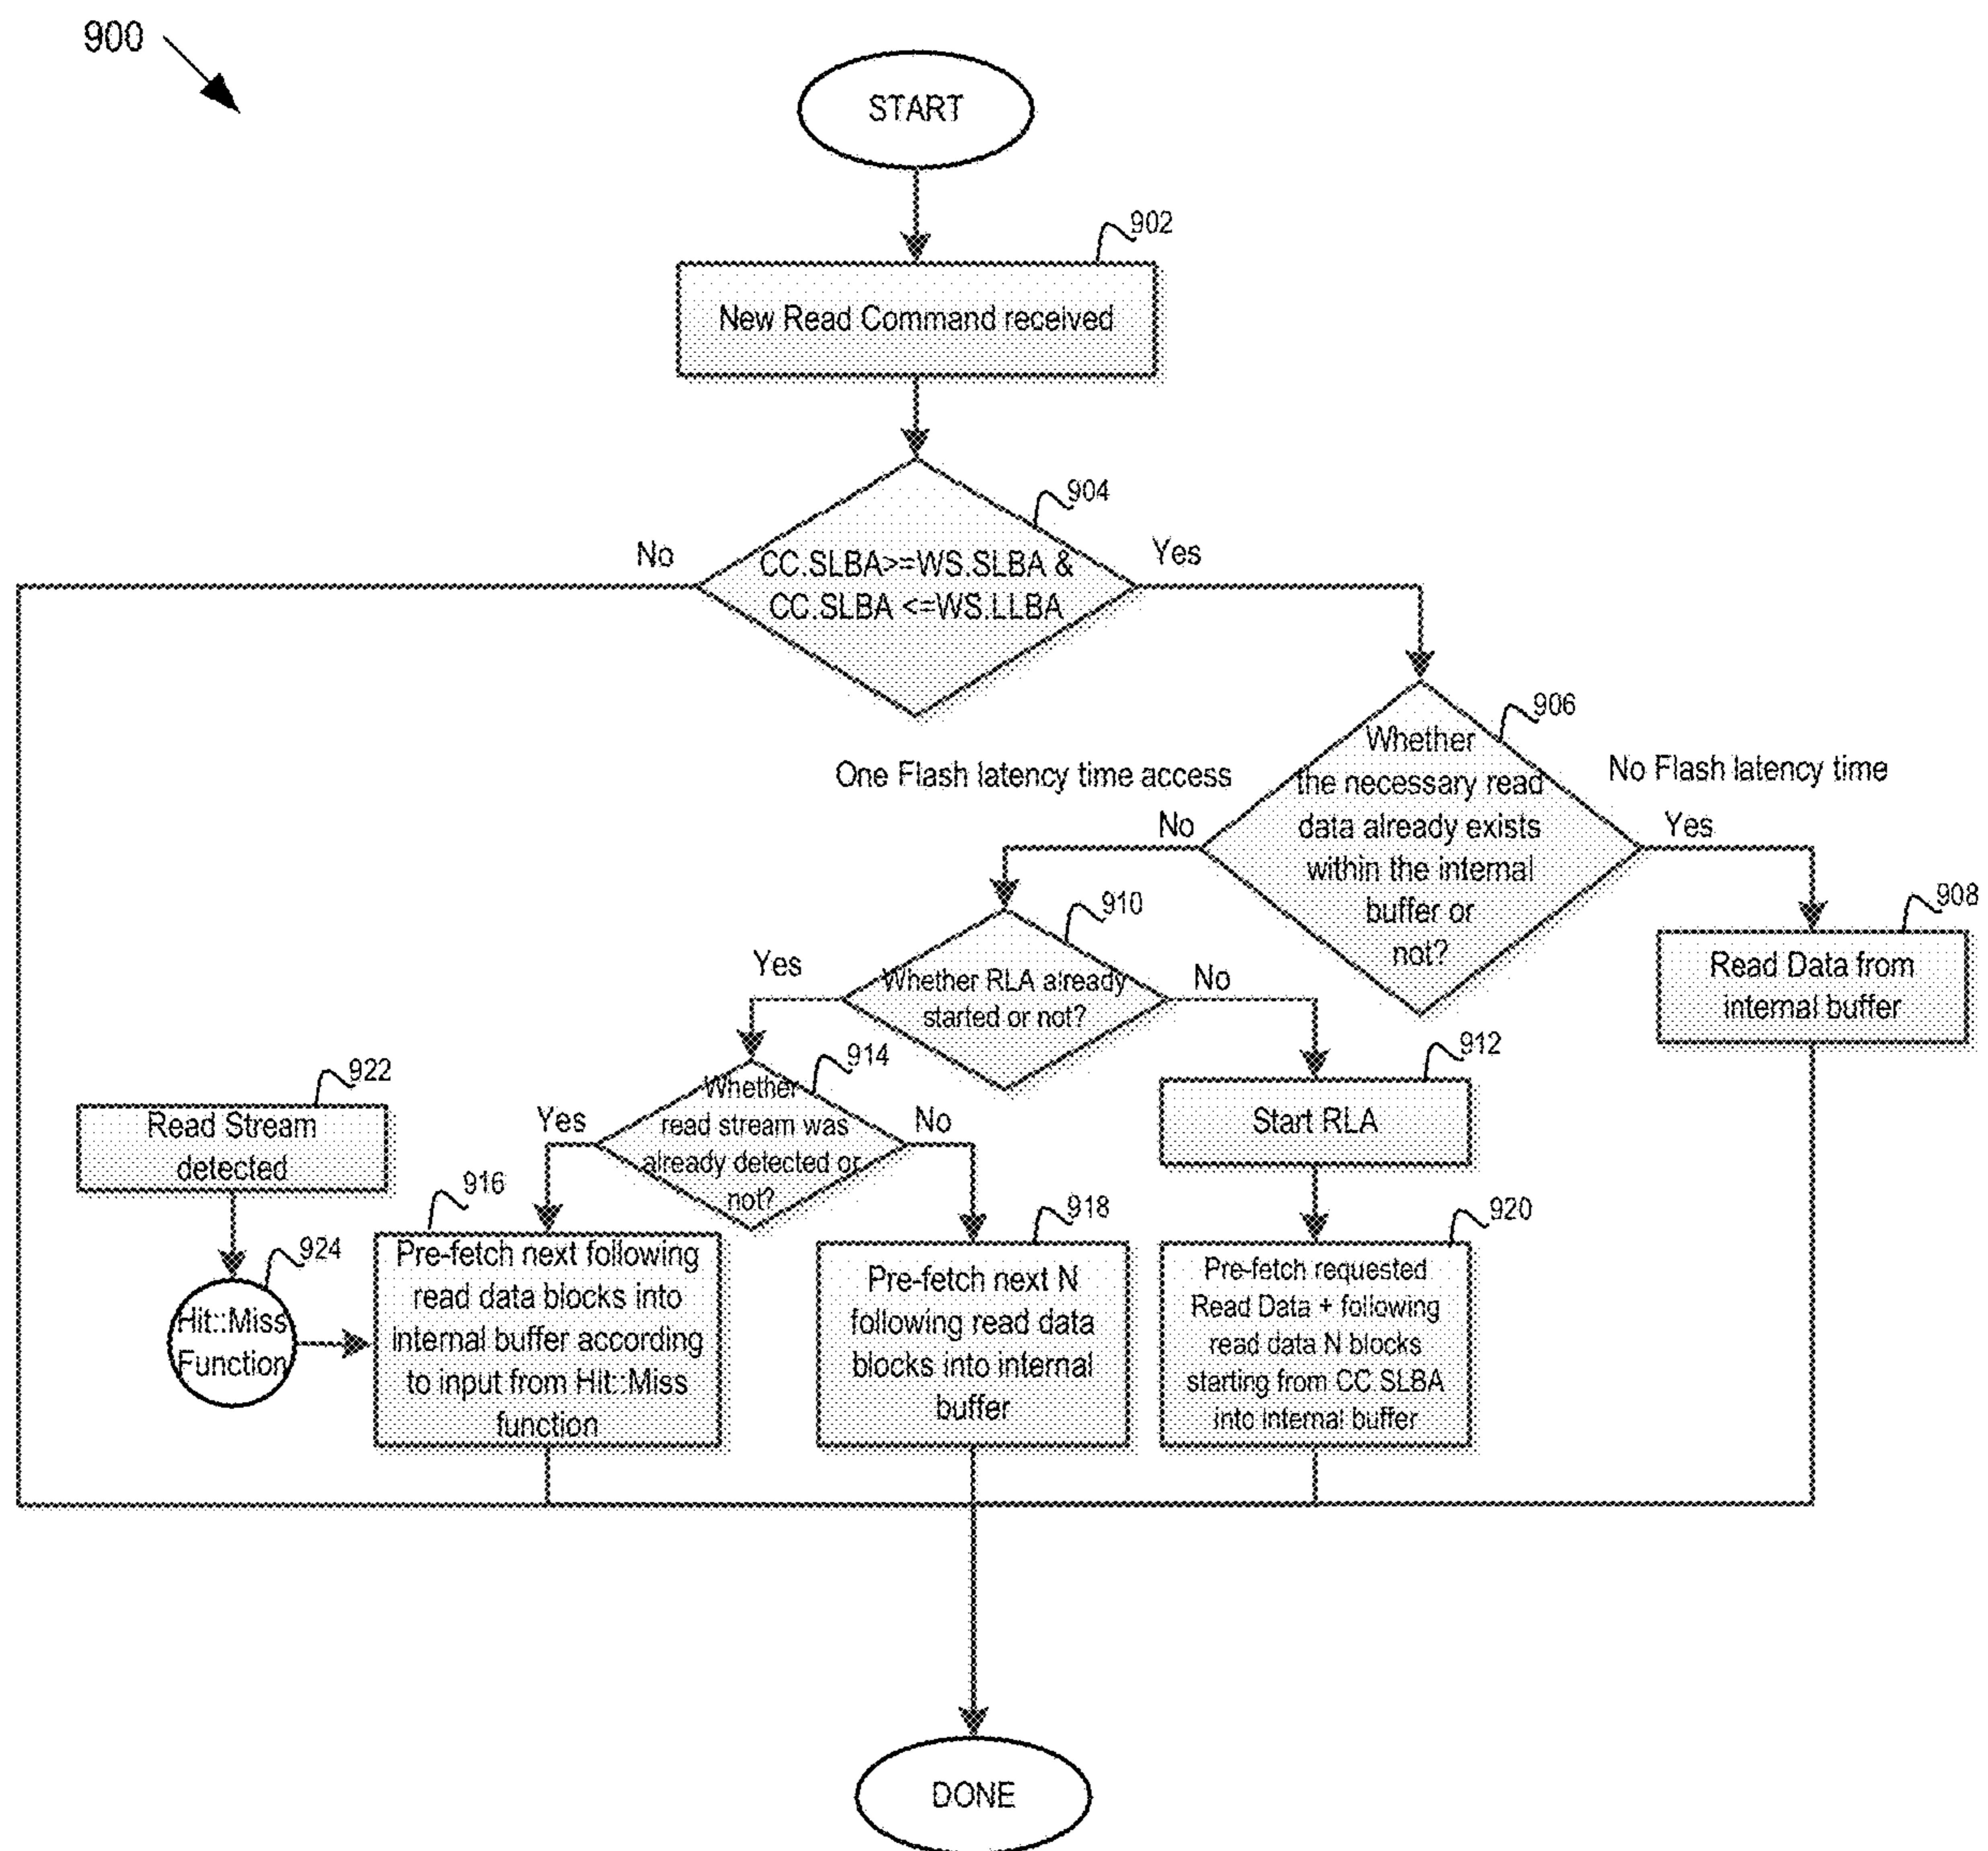 900
START
902
New Read Command received
904
No
Yes
CC.SLBA>=WS.SLBA &
CC.SLBA <=WS.LLBA
906
Whether
the necessary read
data already exists
within the internal
buffer or
not?
One Flash latency time access
No Flash latency time
No
Yes
908
Read Data from
internal buffer
910
Yes
No
Whether RLA already
started or not?
912
Start RLA
914
Whether
read stream was
already detected or
not?
Yes
No
922
Read Stream
detected
916
Pre-fetch next following
read data blocks into
internal buffer according
to input from Hit::Miss
function
918
Pre-fetch next N
following read data
blocks into internal
buffer
920
Pre-fetch requested
Read Data + following
read data N blocks
starting from CC.SLBA
into internal buffer
924
Hit::Miss
Function
DONE